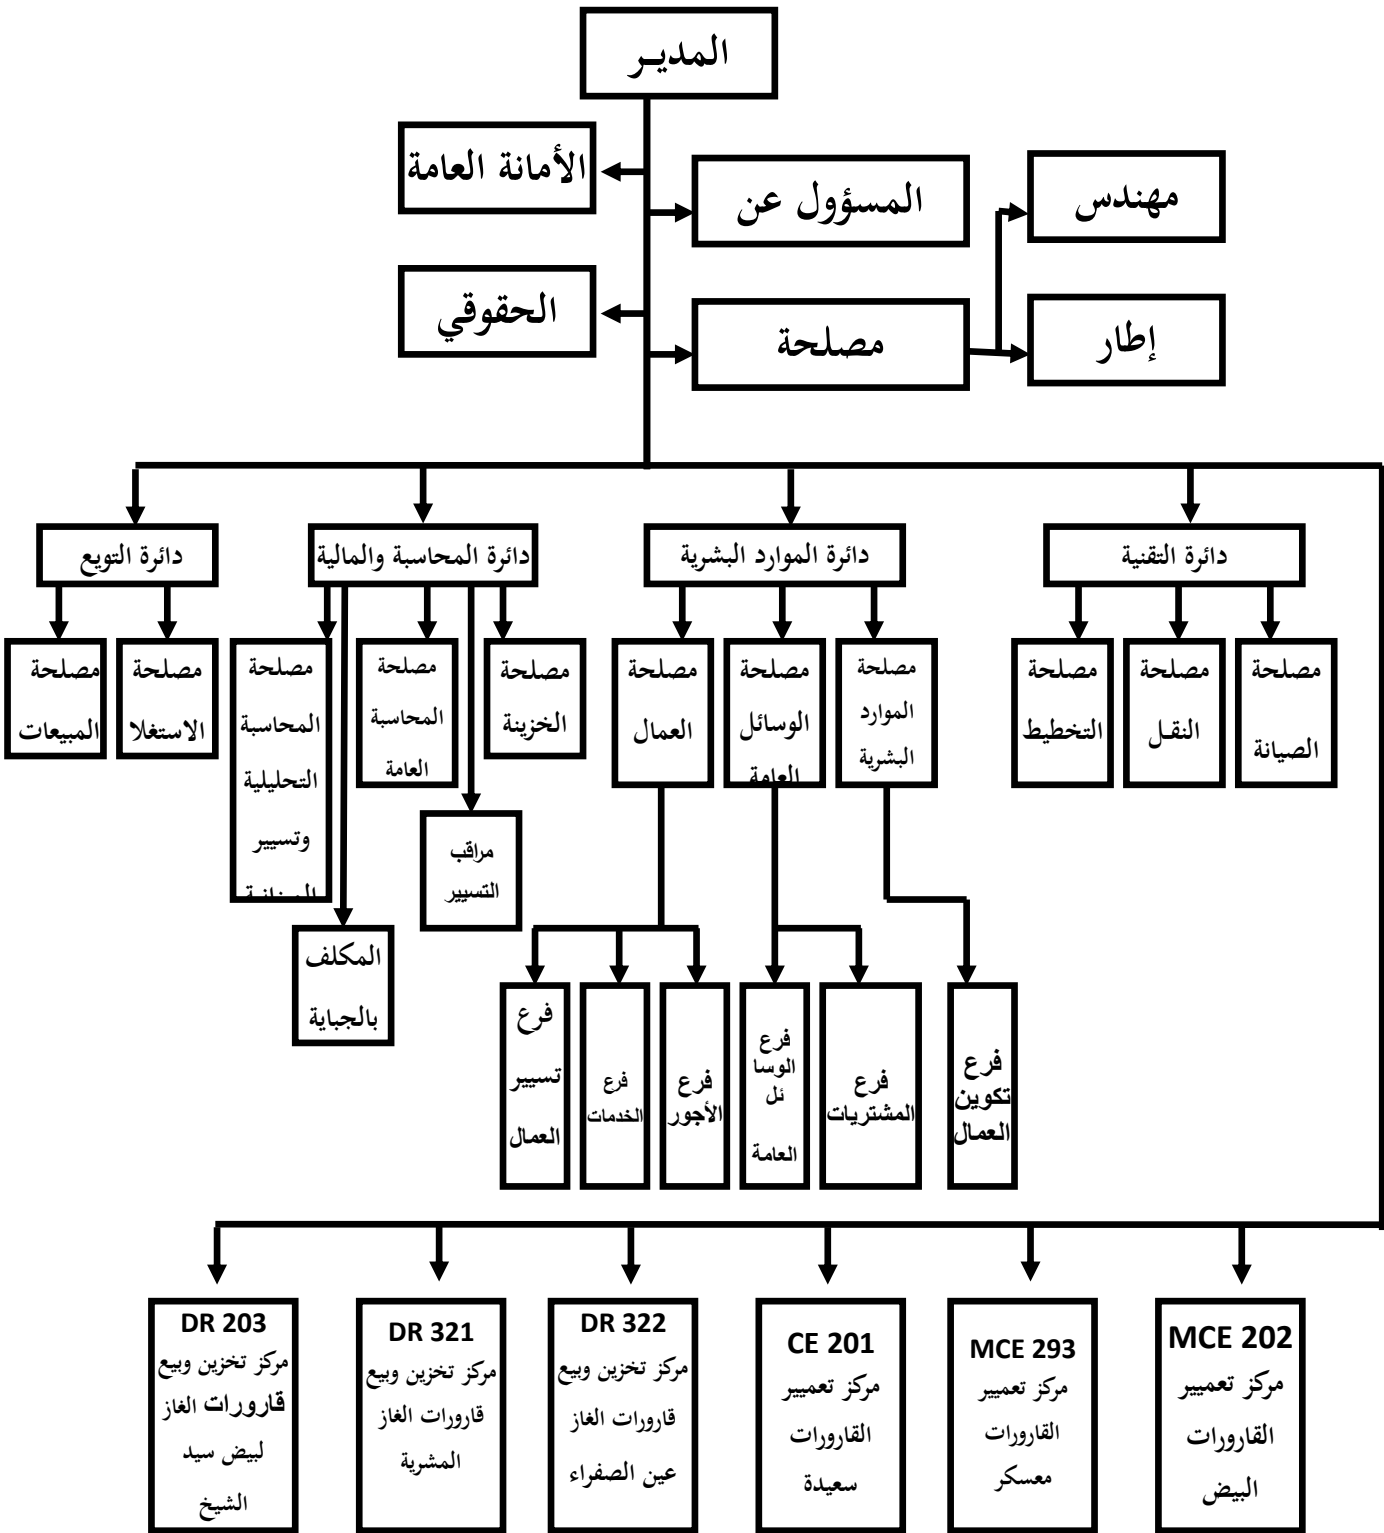 المديـر
الأمانة العامة
المسؤول عن
مهندس
الحقوقي
مصلحة
إطار
دائرة التقنية
دائرة الموارد البشرية
دائرة المحاسبة والمالية
دائرة التويع
مصلحة
الصيانة
مصلحة
النقـل
مصلحة
التخطيط
مصلحة
الموارد
البشرية
مصلحة
الوسائل
العامة
مصلحة
العمال
مصلحة
الخزينة
مصلحة
المحاسبة
العامة
مصلحة
المحاسبة
التحليلية
وتسيير
مصلحة
الاستغلا
مصلحة
المبيعات
مراقب
التسيير
المكلف
بالجباية
فرع
تكوين
العمال
فرع
المشتريات
فرع
الوسا
ئل
العامة
فرع
الأجور
فرع
الخدمات
فرع
تسيير
العمال
MCE 202
مركز تعميير
القارورات
البيض
MCE 293
مركز تعميير
القارورات
معسكر
CE 201
مركز تعميير
القارورات
سعيدة
DR 322
مركز تخزين وبيع
قارورات الغاز
عين الصفراء
DR 321
مركز تخزين وبيع
قارورات الغاز
المشرية
DR 203
مركز تخزين وبيع
قارورات الغاز
لبيض سيد
الشيخ